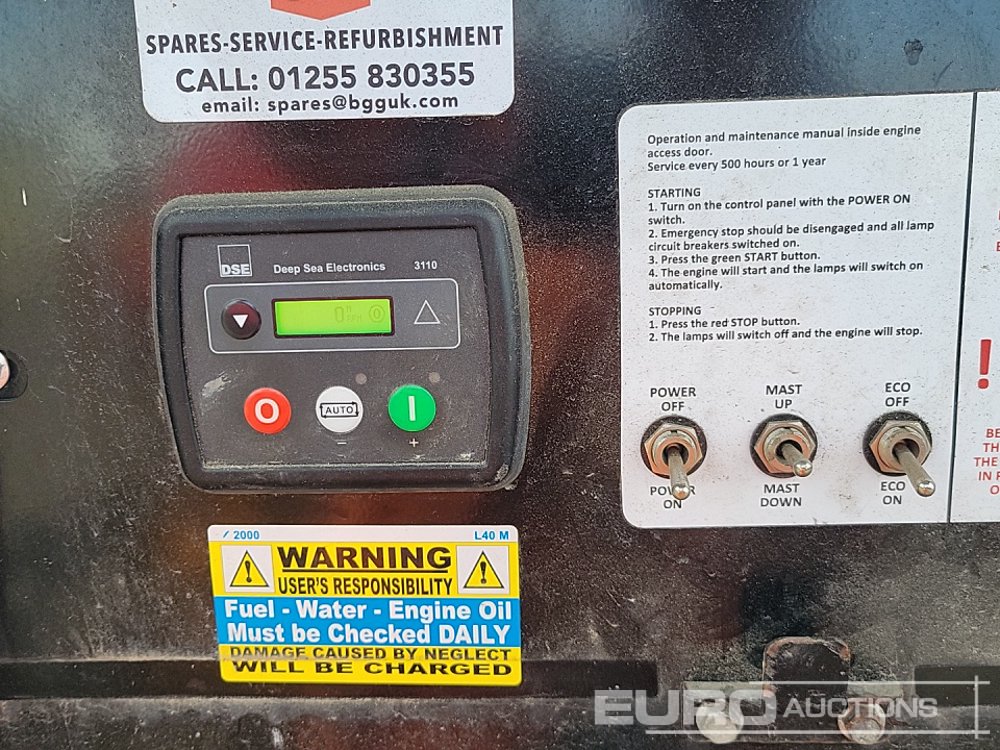 SPARES-SERVICE-REFURBISHMENT
CALL: 01255 830355
email: spares@bgguk.com
Operation and maintenance manual inside engine
access door.
Service every 500 hours or 1 year
STARTING
1. Turn on the control panel with the POWER ON
switch.
2. Emergency stop should be disengaged and all lamp
circuit breakers switched on.
3. Press the green START button.
4. The engine will start and the lamps will switch on
automatically.
STOPPING
1. Press the red STOP button.
2. The lamps will switch off and the engine will stop.
POWER
OFF
MAST
UP
ECO
OFF
POWER
ON
MAST
DOWN
ECO
ON
!
BE
TH
THE
IN
DSE
Deep Sea Electronics 3110
0
O AUTO I
− +
/ 2000 L40 M
WARNING
USER'S RESPONSIBILITY
Fuel - Water - Engine Oil
Must be Checked DAILY
DAMAGE CAUSED BY NEGLECT
WILL BE CHARGED
EURO AUCTIONS